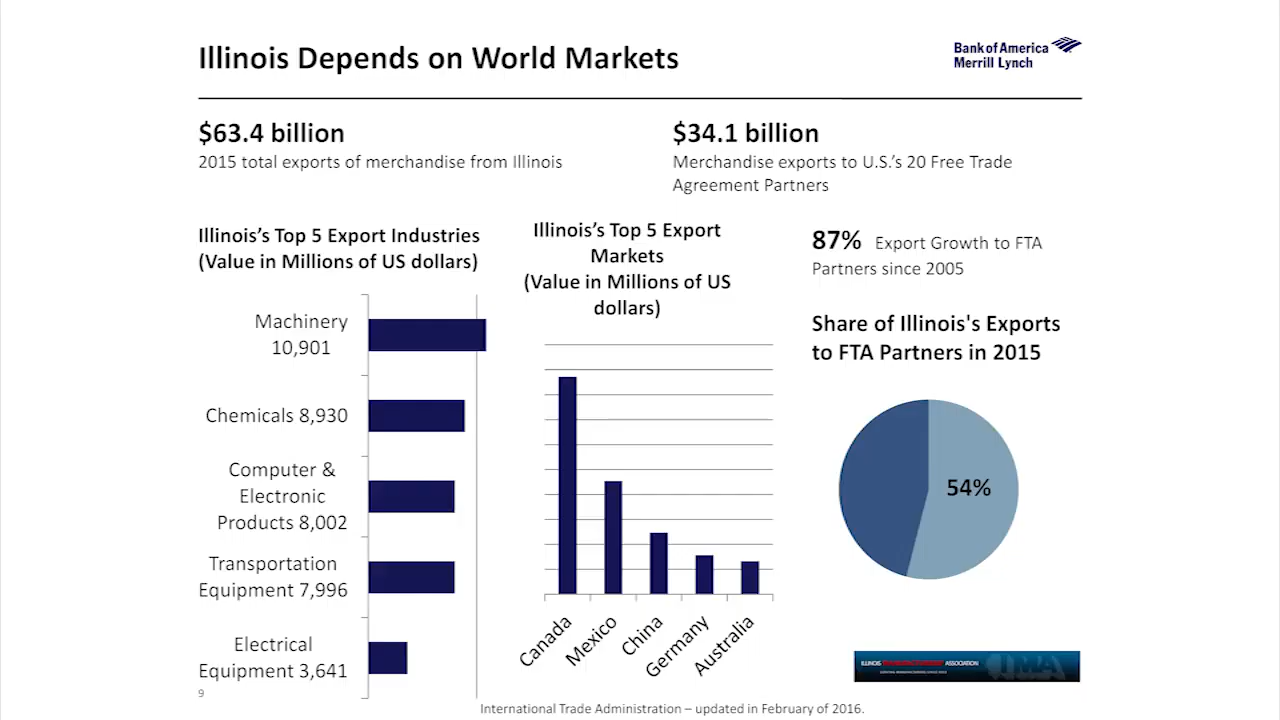 Illinois Depends on World Markets
Bank of America
Merrill Lynch
$63.4 billion
2015 total exports of merchandise from Illinois
$34.1 billion
Merchandise exports to U.S.’s 20 Free Trade
Agreement Partners
Illinois’s Top 5 Export Industries
(Value in Millions of US dollars)
Machinery
10,901
Chemicals 8,930
Computer &
Electronic
Products 8,002
Transportation
Equipment 7,996
Electrical
Equipment 3,641
Illinois’s Top 5 Export
Markets
(Value in Millions of US
dollars)
Canada
Mexico
China
Germany
Australia
87% Export Growth to FTA
Partners since 2005
Share of Illinois's Exports
to FTA Partners in 2015
54%
ILLINOIS ASSOCIATION
IMA
9
International Trade Administration – updated in February of 2016.